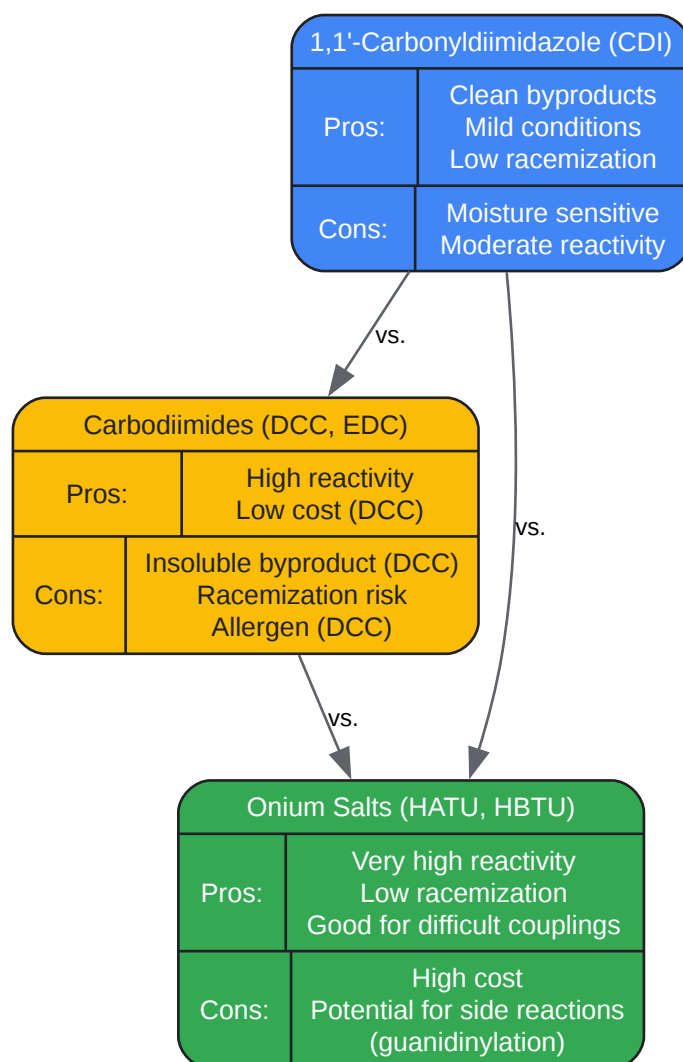 1,1'-Carbonyldiimidazole (CDI)
Pros:
Clean byproducts
Mild conditions
Low racemization
Cons:
Moisture sensitive
Moderate reactivity
vs.
Carbodiimides (DCC, EDC)
Pros:
High reactivity
Low cost (DCC)
Cons:
Insoluble byproduct (DCC)
Racemization risk
Allergen (DCC)
vs.
vs.
Onium Salts (HATU, HBTU)
Pros:
Very high reactivity
Low racemization
Good for difficult couplings
Cons:
High cost
Potential for side reactions
(guanidinylation)